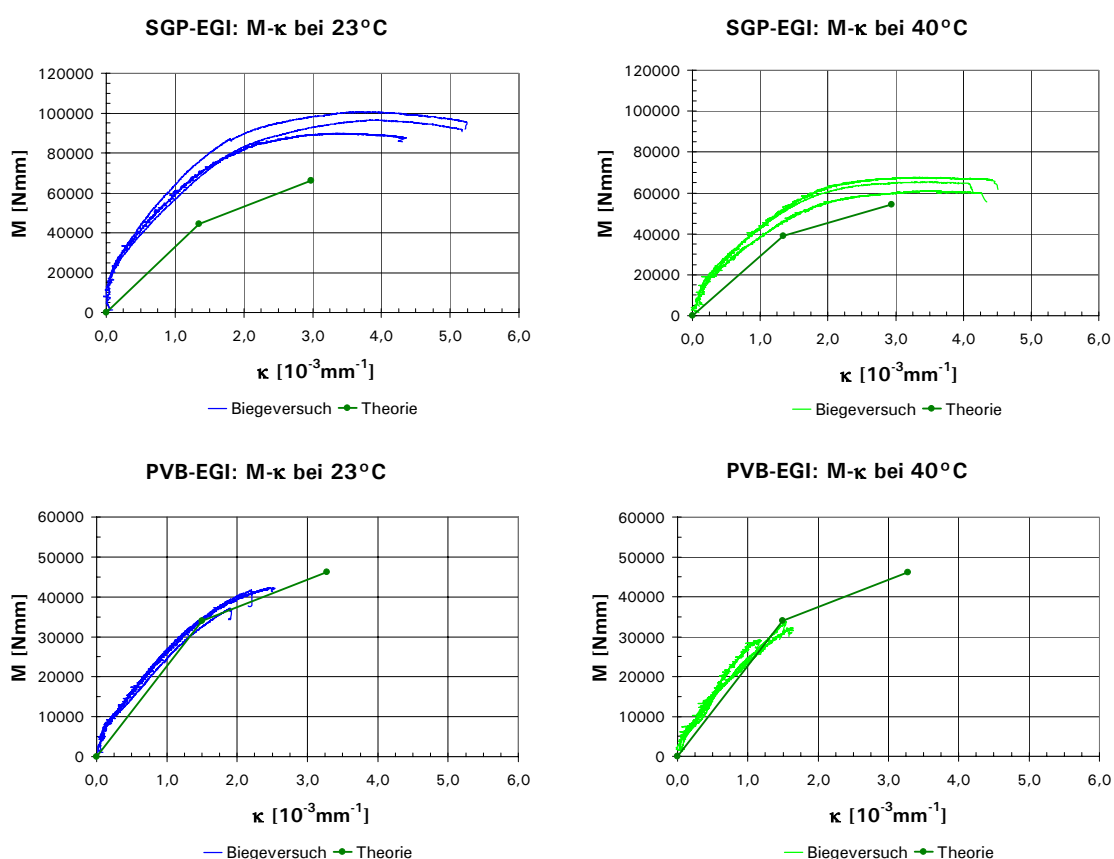 SGP-EGI: M-κ bei 23°C
120000
100000
80000
60000
40000
20000
0
M [Nmm]
0,0 1,0 2,0 3,0 4,0 5,0 6,0
κ [10⁻³mm⁻¹]
Biegeversuch Theorie
SGP-EGI: M-κ bei 40°C
120000
100000
80000
60000
40000
20000
0
M [Nmm]
0,0 1,0 2,0 3,0 4,0 5,0 6,0
κ [10⁻³mm⁻¹]
Biegeversuch Theorie
PVB-EGI: M-κ bei 23°C
60000
50000
40000
30000
20000
10000
0
M [Nmm]
0,0 1,0 2,0 3,0 4,0 5,0 6,0
κ [10⁻³mm⁻¹]
Biegeversuch Theorie
PVB-EGI: M-κ bei 40°C
60000
50000
40000
30000
20000
10000
0
M [Nmm]
0,0 1,0 2,0 3,0 4,0 5,0 6,0
κ [10⁻³mm⁻¹]
Biegeversuch Theorie